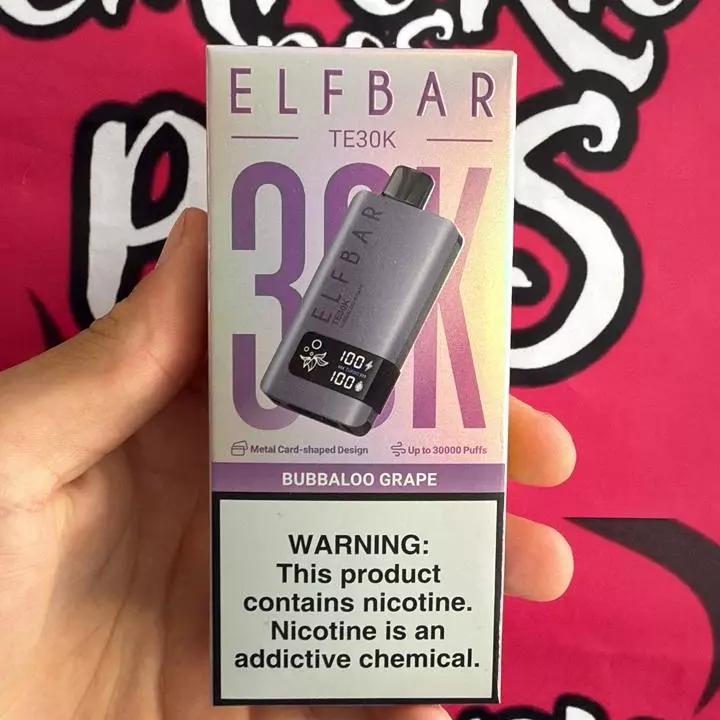 ELFBAR
TE30K
30K
ELFBAR
TE30K
100
100
Metal Card-shaped Design
Up to 30000 Puffs
BUBBALOO GRAPE
WARNING:
This product
contains nicotine.
Nicotine is an
addictive chemical.